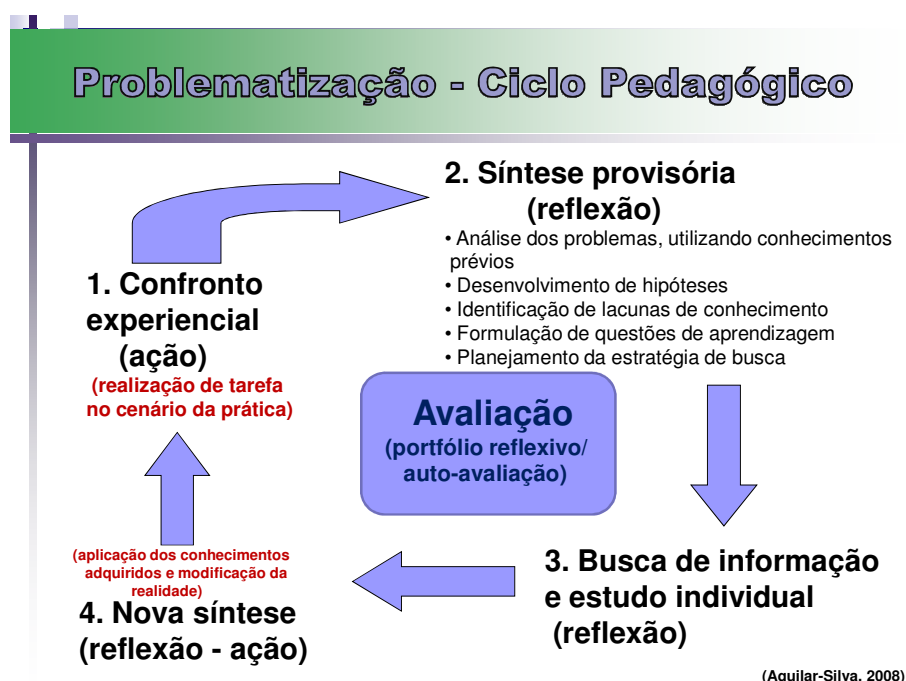 Problematização - Ciclo Pedagógico
2. Síntese provisória
(reflexão)
• Análise dos problemas, utilizando conhecimentos
prévios
• Desenvolvimento de hipóteses
• Identificação de lacunas de conhecimento
• Formulação de questões de aprendizagem
• Planejamento da estratégia de busca
1. Confronto
experiencial
(ação)
(realização de tarefa
no cenário da prática)
Avaliação
(portfólio reflexivo/
auto-avaliação)
3. Busca de informação
e estudo individual
(reflexão)
(aplicação dos conhecimentos
adquiridos e modificação da
realidade)
4. Nova síntese
(reflexão - ação)
(Aguilar-Silva, 2008)